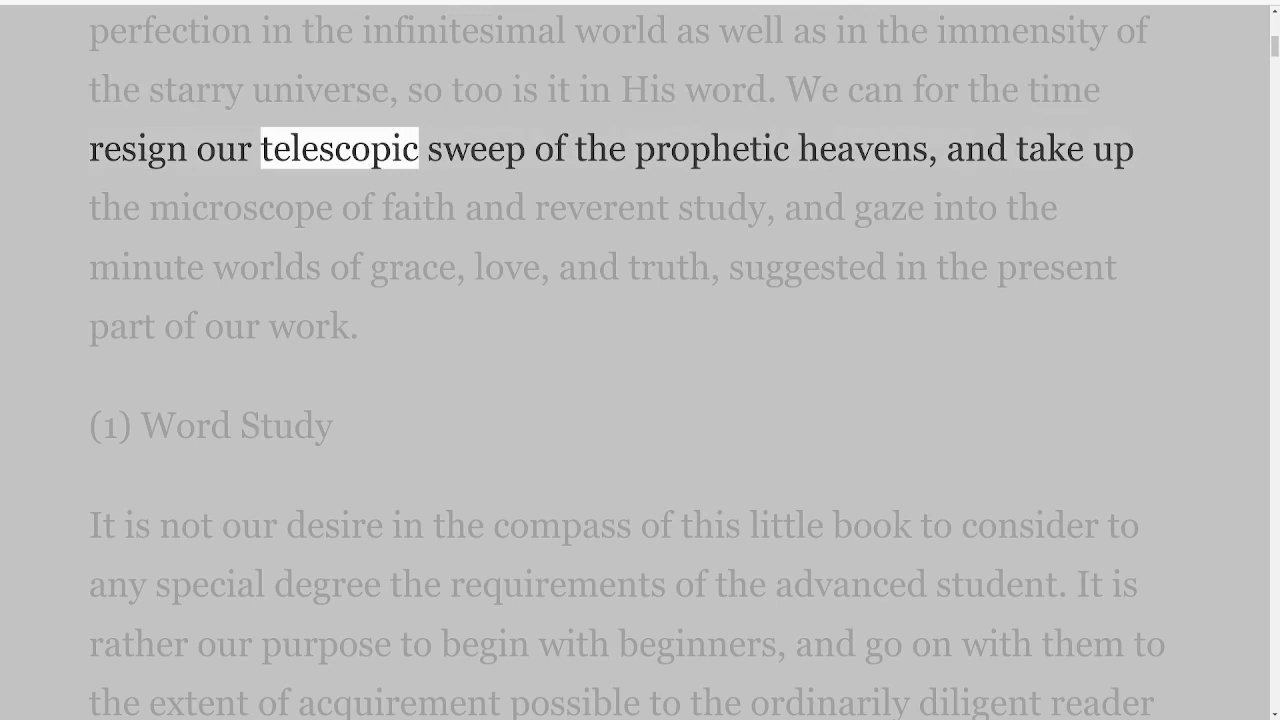 perfection in the infinitesimal world as well as in the immensity of
the starry universe, so too is it in His word. We can for the time
resign our telescopic sweep of the prophetic heavens, and take up
the microscope of faith and reverent study, and gaze into the
minute worlds of grace, love, and truth, suggested in the present
part of our work.
(1) Word Study
It is not our desire in the compass of this little book to consider to
any special degree the requirements of the advanced student. It is
rather our purpose to begin with beginners, and go on with them to
the extent of acquirement possible to the ordinarily diligent reader